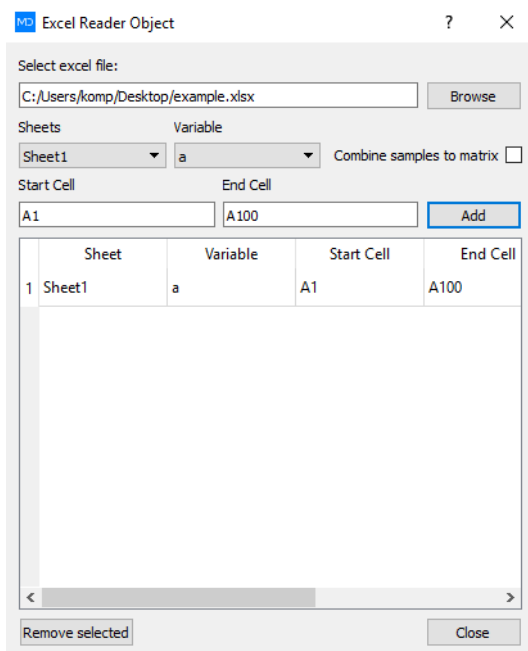 MD Excel Reader Object ? ×
Select excel file:
C:/Users/komp/Desktop/example.xlsx Browse
Sheets Variable
Sheet1 a Combine samples to matrix
Start Cell End Cell
A1 A100 Add
Sheet Variable Start Cell End Cell
1 Sheet1 a A1 A100
Remove selected Close